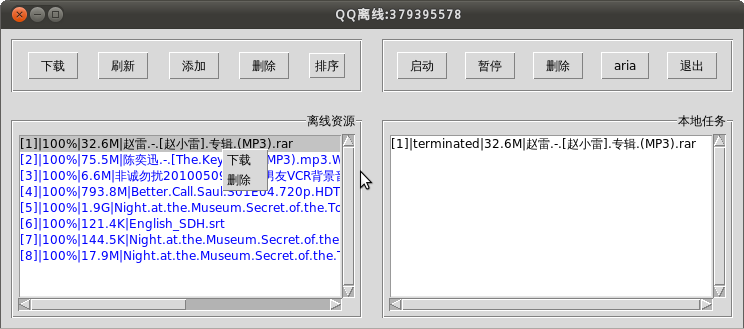 QQ离线:379395578
下载 刷新 添加 删除 排序 启动 暂停 删除 aria 退出
离线资源
[1]|100%|32.6M|赵雷.-.[赵小雷].专辑.(MP3).rar
[2]|100%|75.5M|陈奕迅.-.[The.Key MP3).mp3.W
[3]|100%|6.6M|非诚勿扰20100509 男友VCR背景音
[4]|100%|793.8M|Better.Call.Saul.S01E04.720p.HDT
[5]|100%|1.9G|Night.at.the.Museum.Secret.of.the.To
[6]|100%|121.4K|English_SDH.srt
[7]|100%|144.5K|Night.at.the.Museum.Secret.of.the.
[8]|100%|17.9M|Night.at.the.Museum.Secret.of.the.T
下载
删除
本地任务
[1]|terminated|32.6M|赵雷.-.[赵小雷].专辑.(MP3).rar